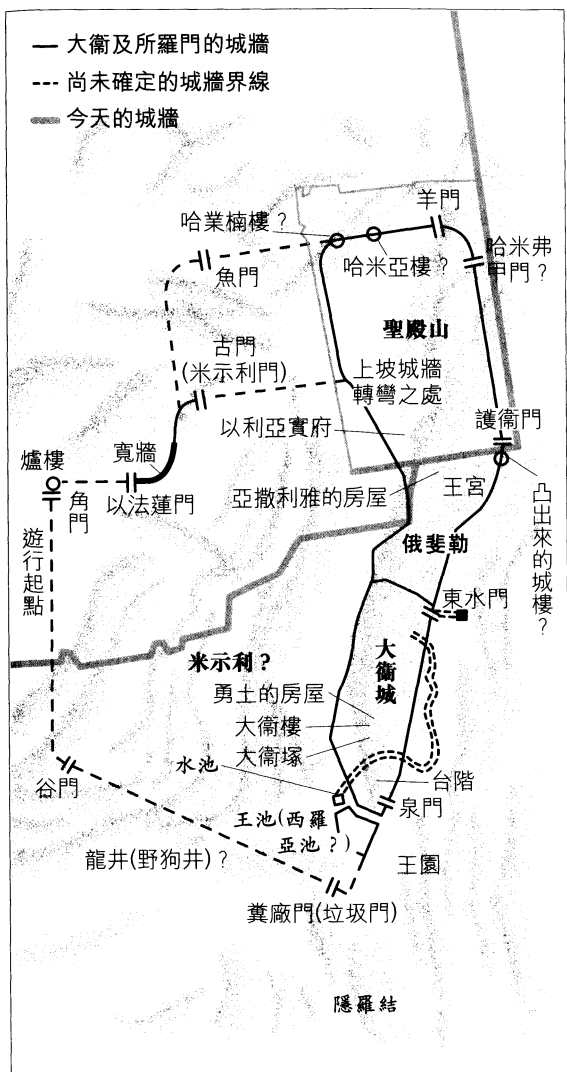 大衛及所羅門的城牆
尚未確定的城牆界線
今天的城牆
羊門
哈業楠樓？
哈米弗
甲門？
哈米亞樓？
魚門
聖殿山
古門
(米示利門)
上坡城牆
轉彎之處
以利亞實府
護衞門
寬牆
爐樓
角門
以法蓮門
亞撒利雅的房屋
王宮
凸出來的城樓？
俄斐勒
遊行起點
東水門
米示利？
大衞城
勇士的房屋
大衞樓
大衞塚
水池
台階
谷門
泉門
王池(西羅
亞池？)
龍井(野狗井)？
王園
糞廠門(垃圾門)
隱羅結